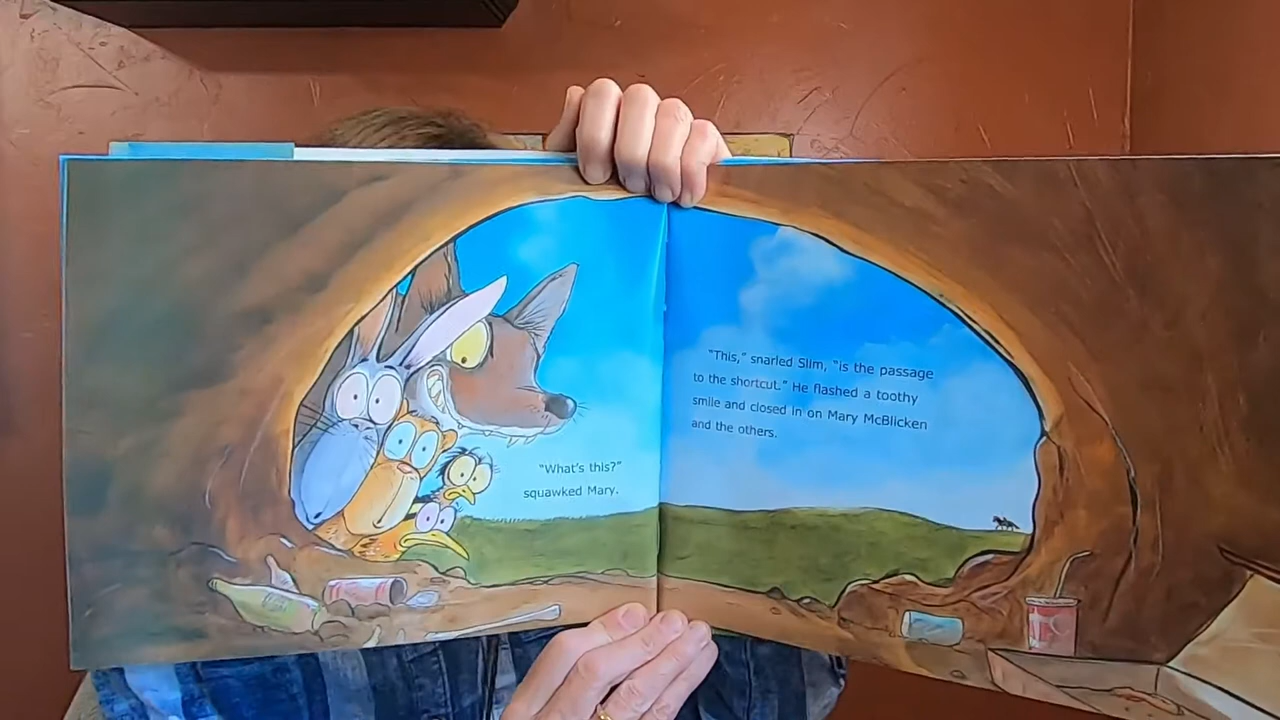 "What's this?"
squawked Mary.
"This," snarled Slim, "is the passage
to the shortcut." He flashed a toothy
smile and closed in on Mary McBlicken
and the others.